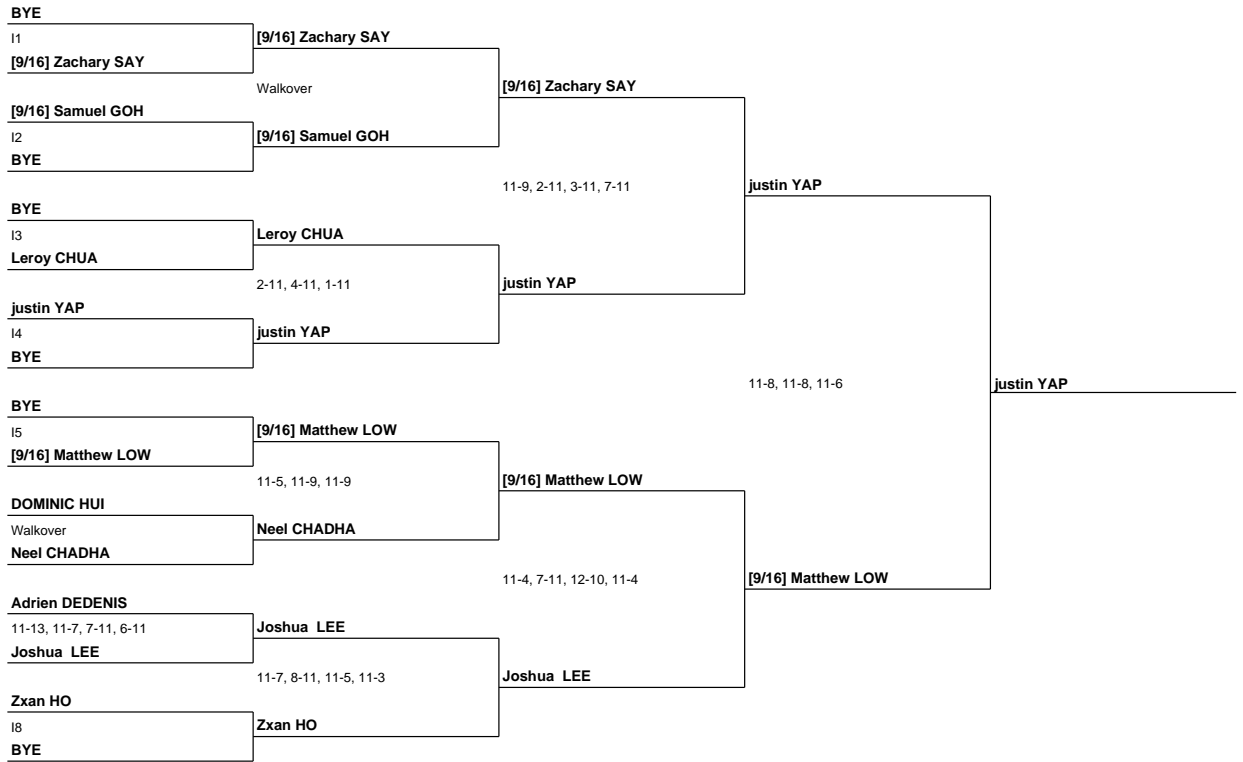 BYE
I1
[9/16] Zachary SAY
[9/16] Samuel GOH
I2
BYE
BYE
I3
Leroy CHUA
justin YAP
I4
BYE
BYE
I5
[9/16] Matthew LOW
DOMINIC HUI
Walkover
Neel CHADHA
Adrien DEDENIS
11-13, 11-7, 7-11, 6-11
Joshua LEE
Zxan HO
I8
BYE
[9/16] Zachary SAY
Walkover
[9/16] Samuel GOH
Leroy CHUA
2-11, 4-11, 1-11
justin YAP
[9/16] Matthew LOW
11-5, 11-9, 11-9
Neel CHADHA
Joshua LEE
11-7, 8-11, 11-5, 11-3
Zxan HO
[9/16] Zachary SAY
11-9, 2-11, 3-11, 7-11
justin YAP
[9/16] Matthew LOW
11-4, 7-11, 12-10, 11-4
Joshua LEE
justin YAP
11-8, 11-8, 11-6
[9/16] Matthew LOW
justin YAP